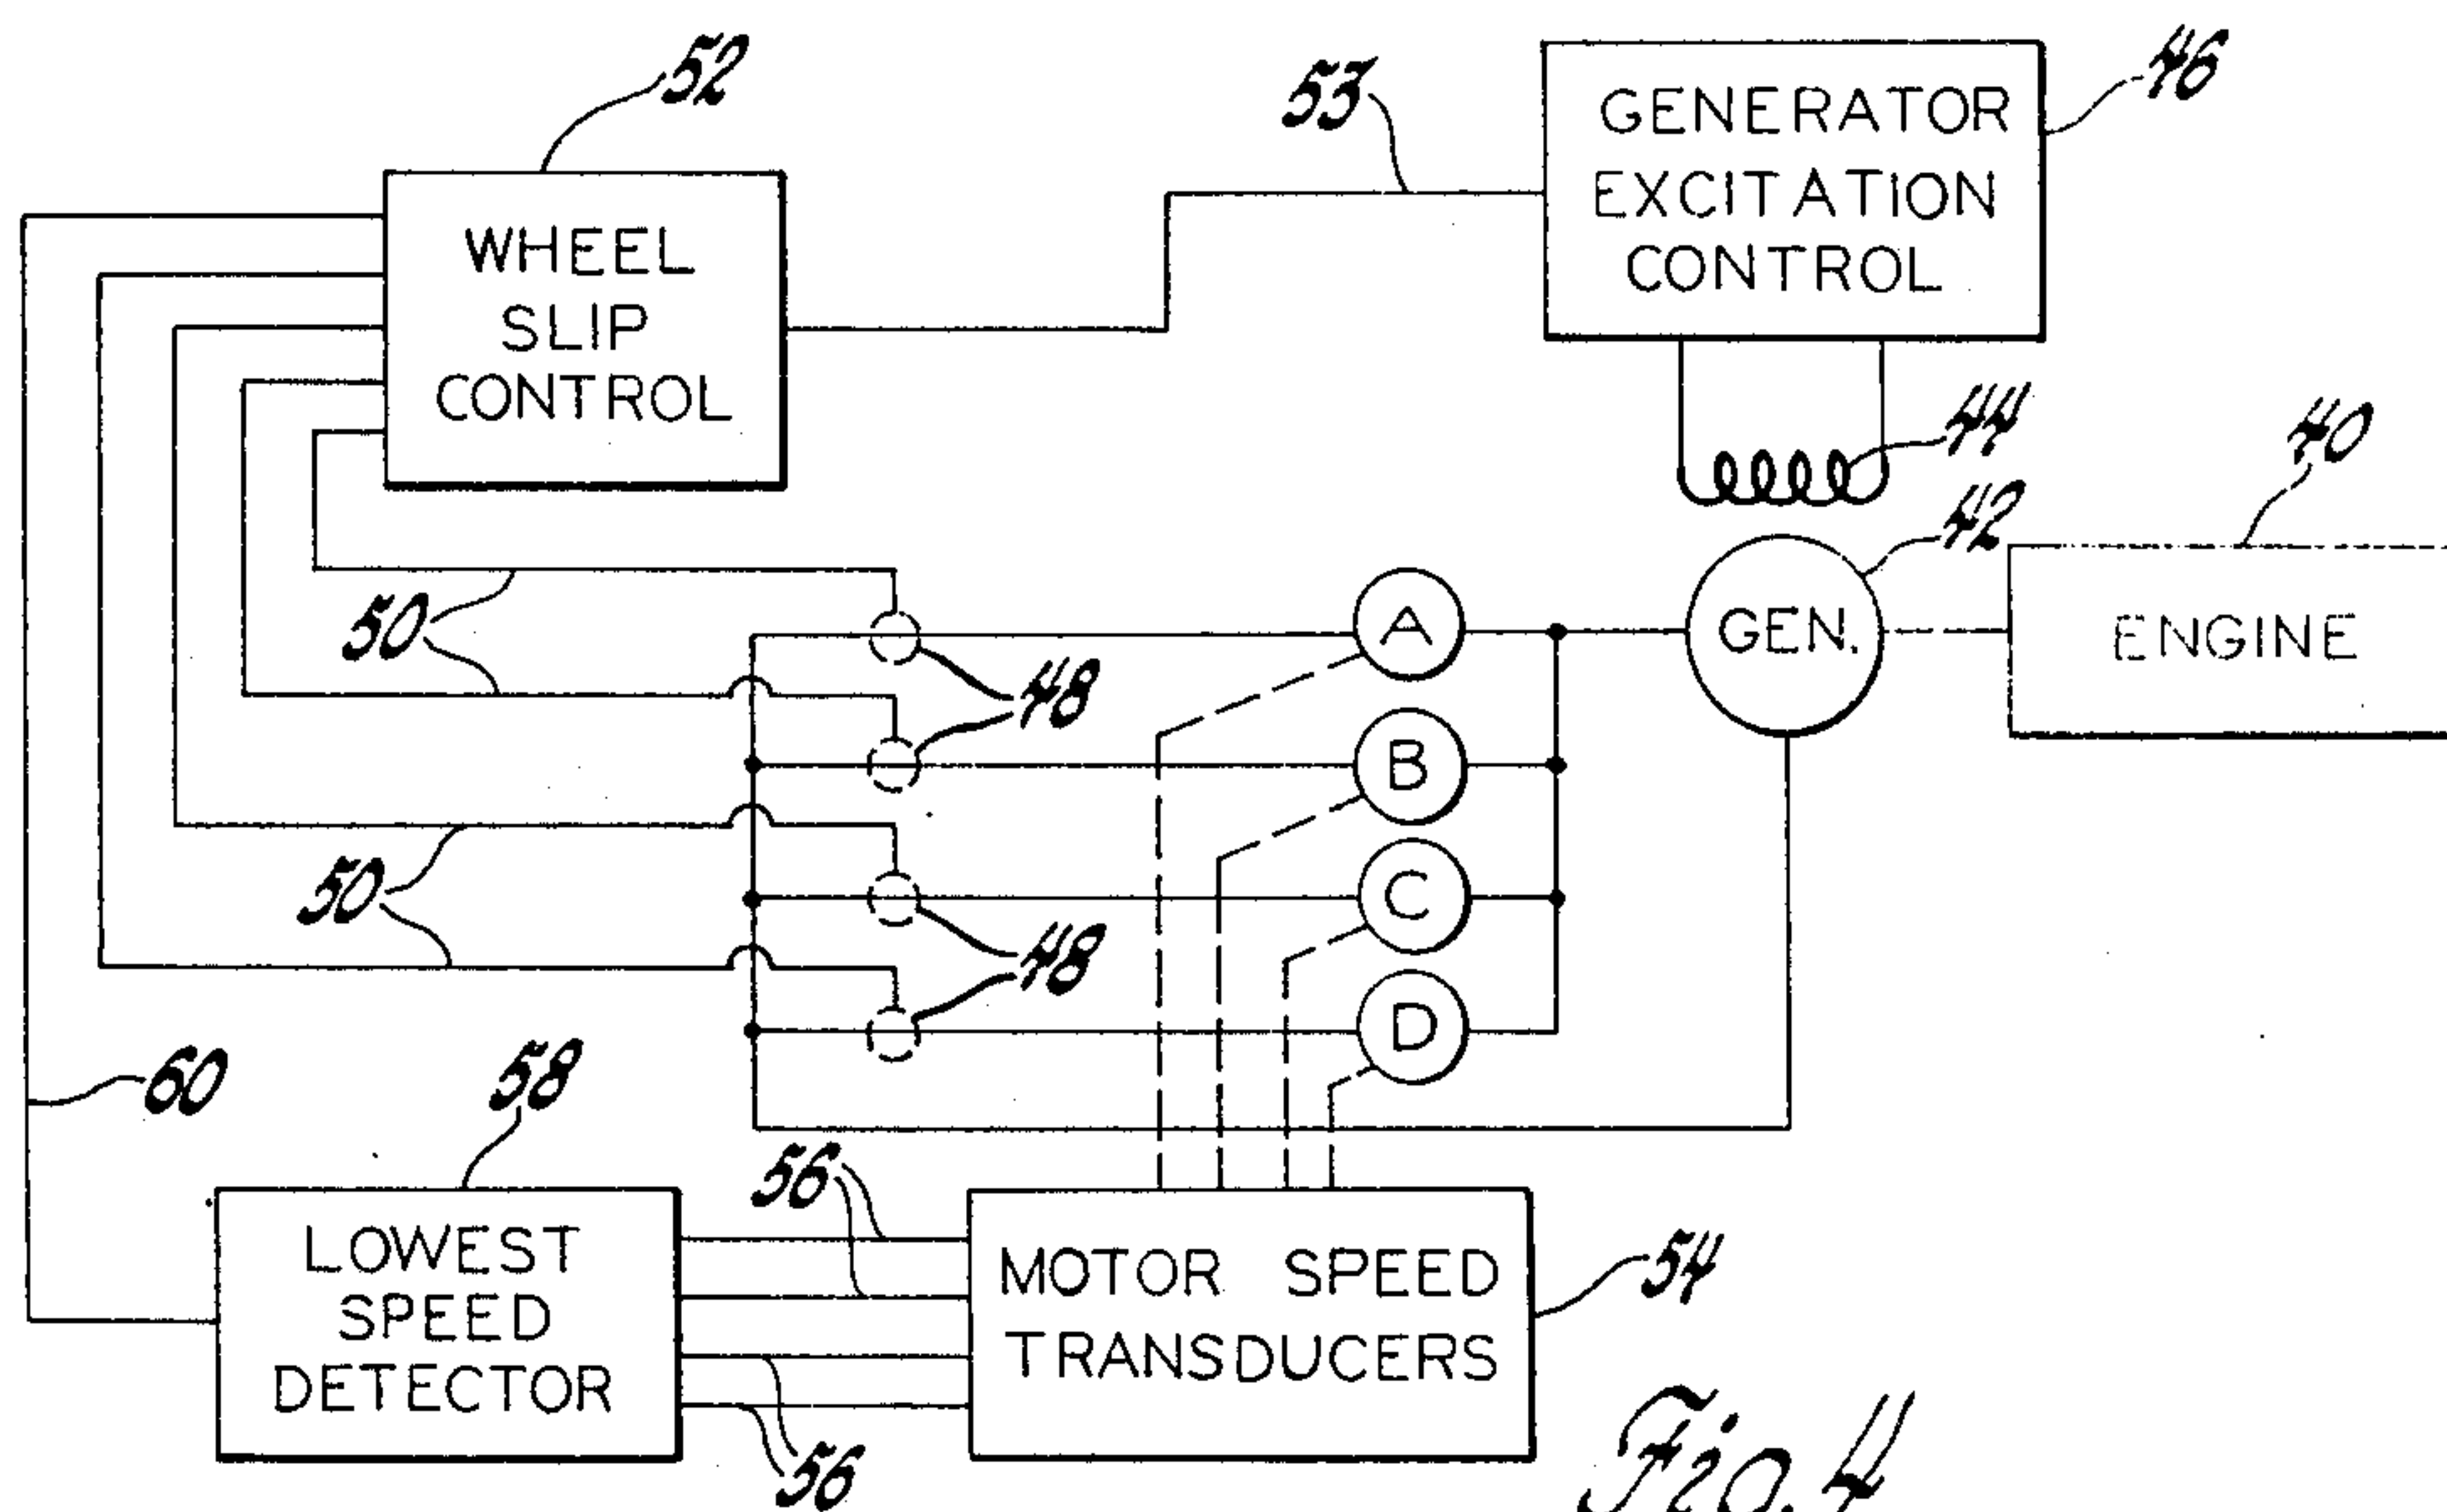 52
53
46
GENERATOR
EXCITATION
CONTROL
WHEEL
SLIP
CONTROL
44
40
42
GEN.
ENGINE
50
48
A
B
C
D
50
48
60
58
56
54
LOWEST
SPEED
DETECTOR
MOTOR SPEED
TRANSDUCERS
56
Fig. 4